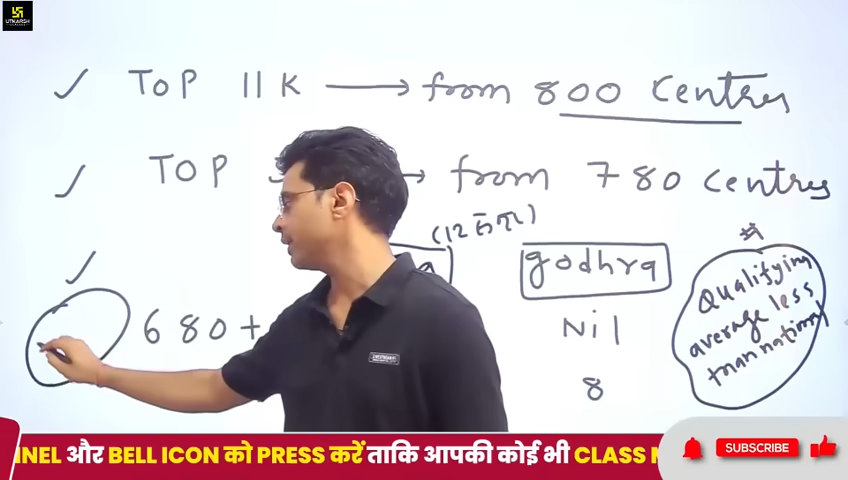 UTKARSH
TOP 11K → from 800 Centres
TOP → from 780 Centres
(12 हजार)
godhra
680+
Nil
8
Qualifying
average less
than national
UTKARSH
NEL और BELL ICON को PRESS करें ताकि आपकी कोई भी CLASS
SUBSCRIBE